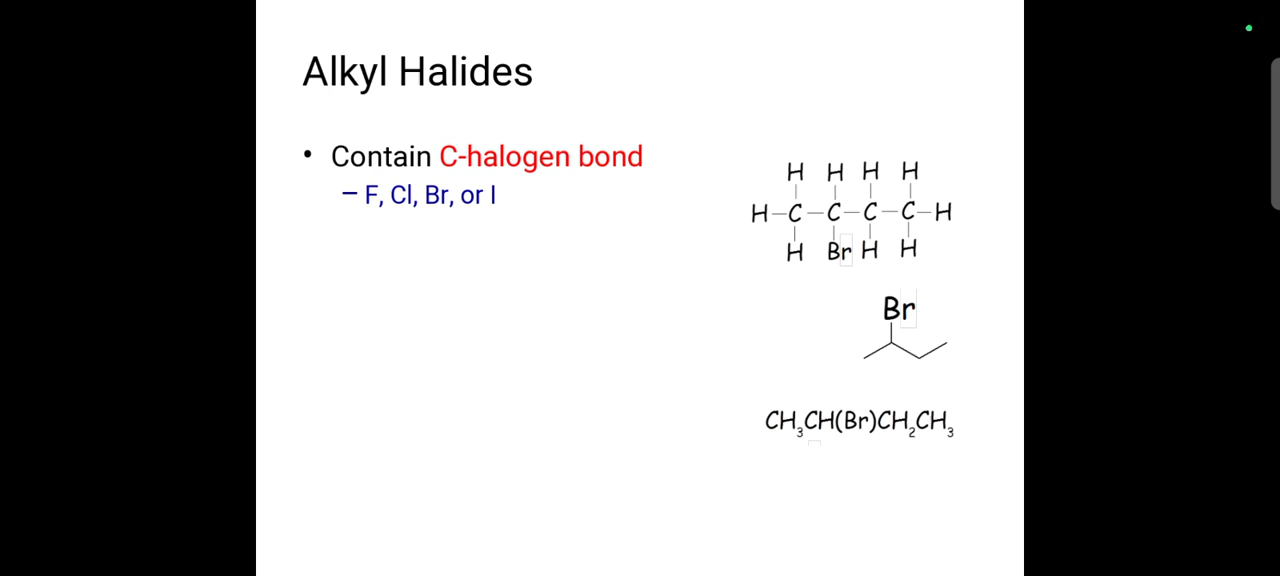 Alkyl Halides
• Contain C-halogen bond
– F, Cl, Br, or I
H H H H
H–C–C–C–C–H
H Br H H
Br
CH₃CH(Br)CH₂CH₃